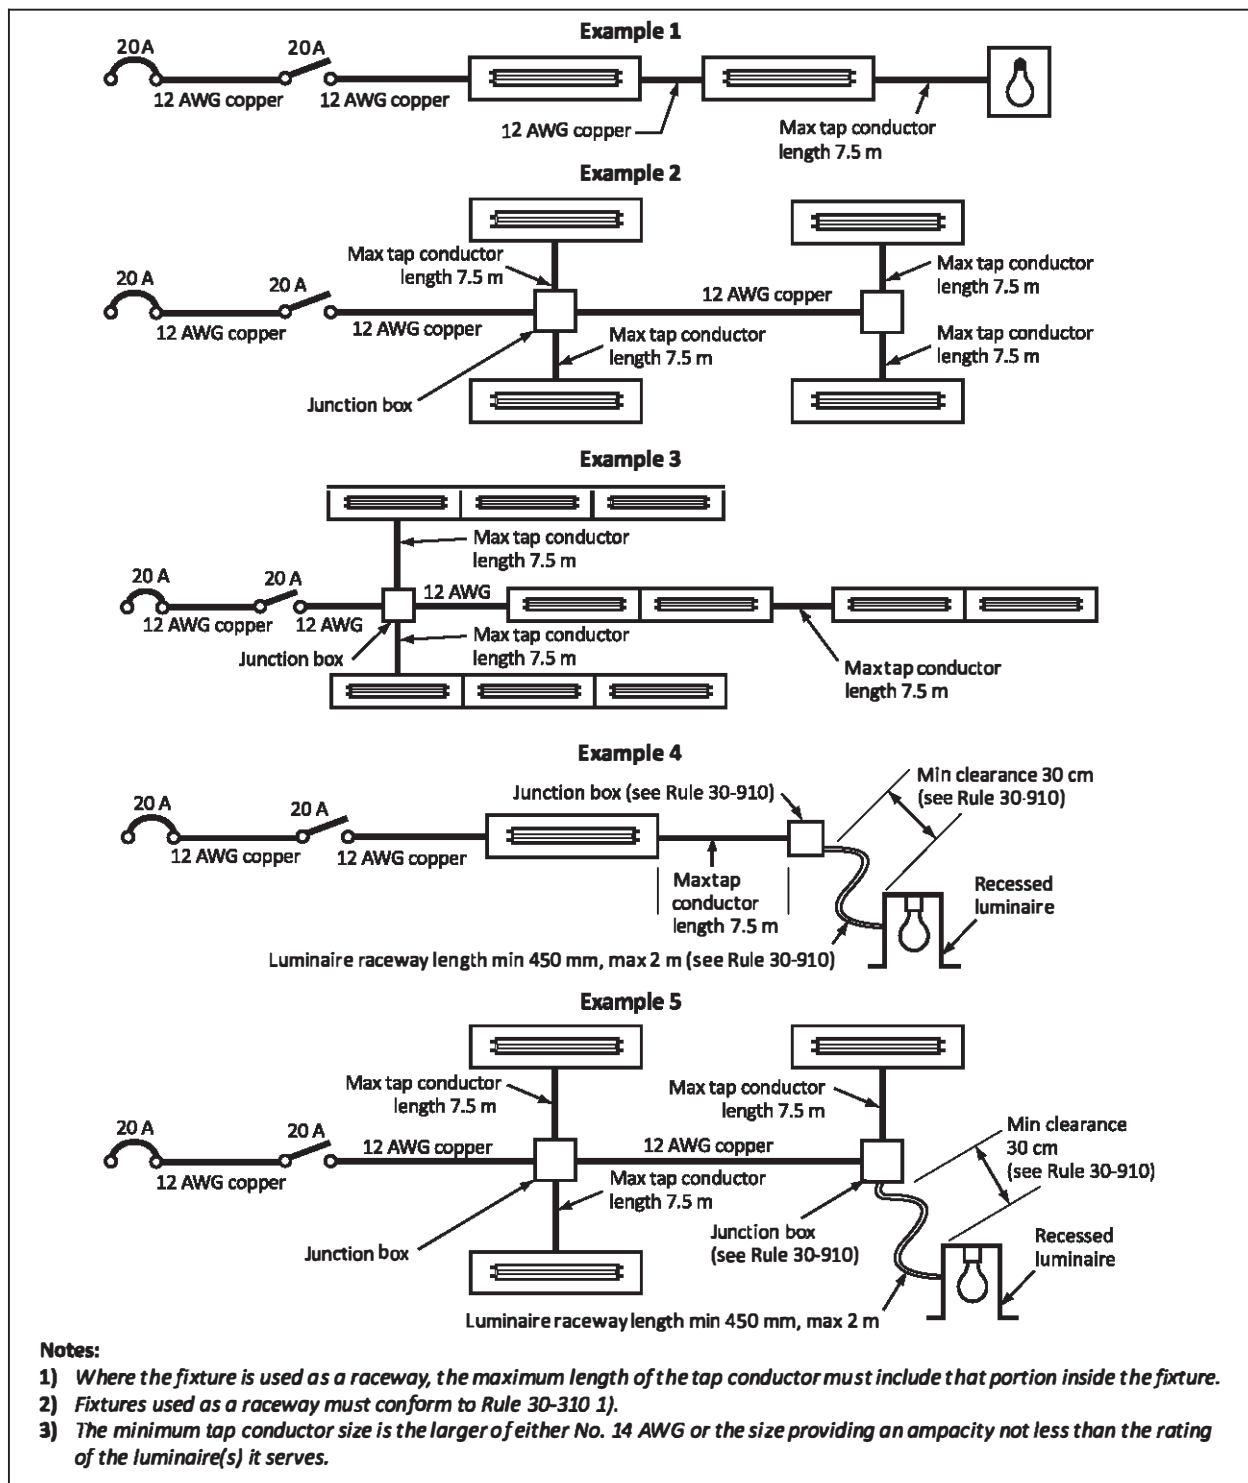 Example 1
20 A
20 A
12 AWG copper
12 AWG copper
12 AWG copper
Max tap conductor
length 7.5 m
Example 2
Max tap conductor
length 7.5 m
Max tap conductor
length 7.5 m
20 A
20 A
12 AWG copper
12 AWG copper
12 AWG copper
Max tap conductor
length 7.5 m
Max tap conductor
length 7.5 m
Junction box
Example 3
Max tap conductor
length 7.5 m
20 A
20 A
12 AWG
12 AWG copper
12 AWG
Max tap conductor
length 7.5 m
Junction box
Max tap conductor
length 7.5 m
Example 4
Junction box (see Rule 30-910)
Min clearance 30 cm
(see Rule 30-910)
20 A
20 A
12 AWG copper
12 AWG copper
Max tap
conductor
length 7.5 m
Recessed
luminaire
Luminaire raceway length min 450 mm, max 2 m (see Rule 30-910)
Example 5
Max tap conductor
length 7.5 m
Max tap conductor
length 7.5 m
20 A
20 A
12 AWG copper
12 AWG copper
12 AWG copper
Min clearance
30 cm
(see Rule 30-910)
Max tap conductor
length 7.5 m
Junction box
Junction box
(see Rule 30-910)
Recessed
luminaire
Luminaire raceway length min 450 mm, max 2 m
Notes:
1) Where the fixture is used as a raceway, the maximum length of the tap conductor must include that portion inside the fixture.
2) Fixtures used as a raceway must conform to Rule 30-310 1).
3) The minimum tap conductor size is the larger of either No. 14 AWG or the size providing an ampacity not less than the rating
of the luminaire(s) it serves.